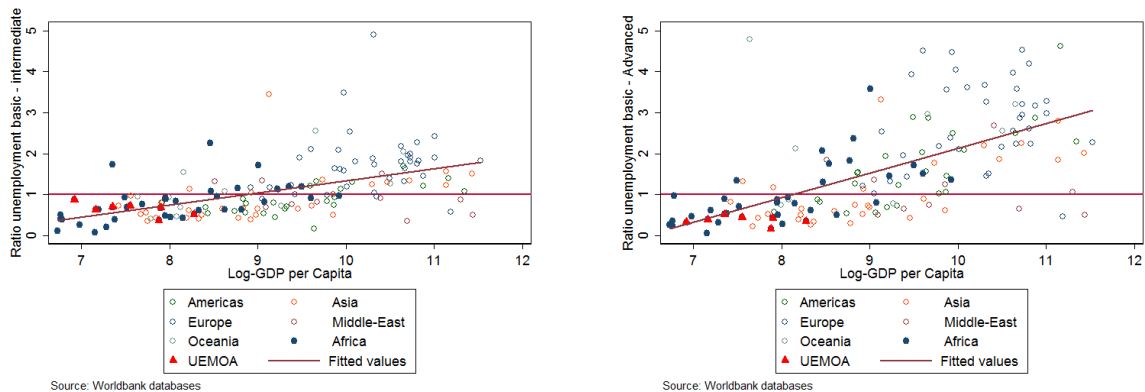 Ratio unemployment basic - intermediate
5
4
3
2
1
0
7 8 9 10 11 12
Log-GDP per Capita
Americas Asia
Europe Middle-East
Oceania Africa
UEMOA Fitted values
Source: Worldbank databases
Ratio unemployment basic - Advanced
5
4
3
2
1
0
7 8 9 10 11 12
Log-GDP per Capita
Americas Asia
Europe Middle-East
Oceania Africa
UEMOA Fitted values
Source: Worldbank databases